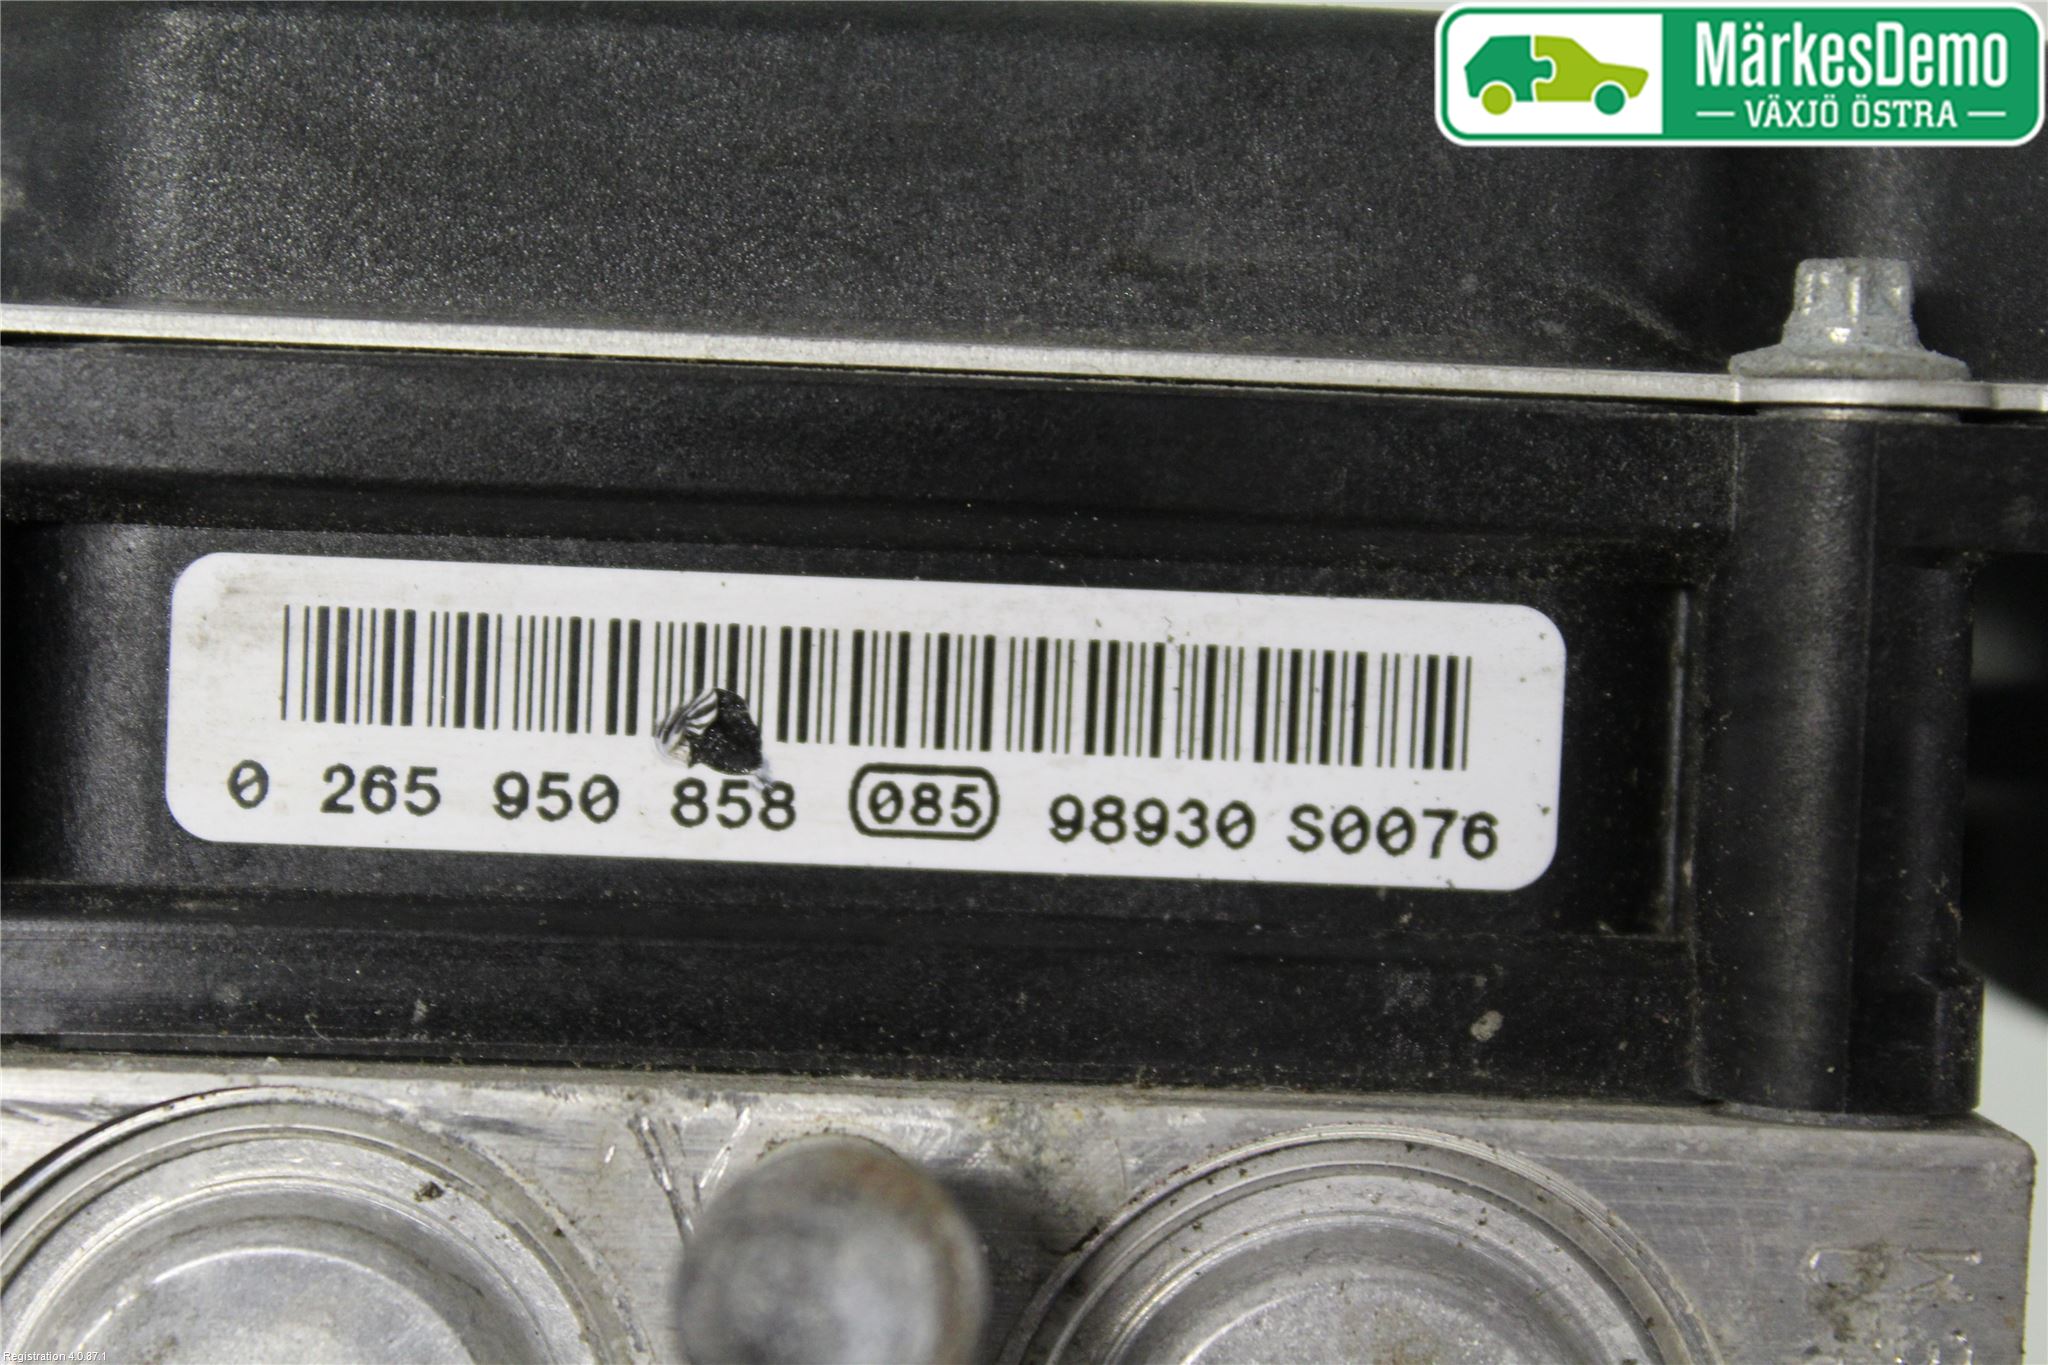 MärkesDemo
VÄXJÖ ÖSTRA
0 265 950 858 085 98930 S0076
Registration 4.0.87.1